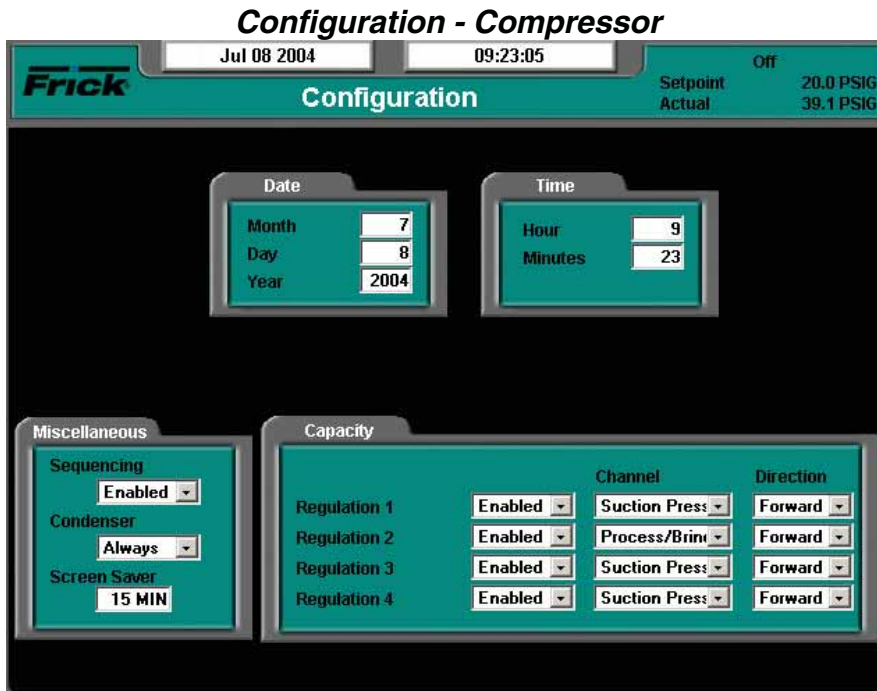 Configuration - Compressor
Jul 08 2004 09:23:05
Off
Frick
Configuration
Setpoint 20.0 PSIG
Actual 39.1 PSIG
Date
Month 7
Day 8
Year 2004
Time
Hour 9
Minutes 23
Miscellaneous
Sequencing
Enabled
Condenser
Always
Screen Saver
15 MIN
Capacity
Channel Direction
Regulation 1 Enabled Suction Press Forward
Regulation 2 Enabled Process/Brin Forward
Regulation 3 Enabled Suction Press Forward
Regulation 4 Enabled Suction Press Forward